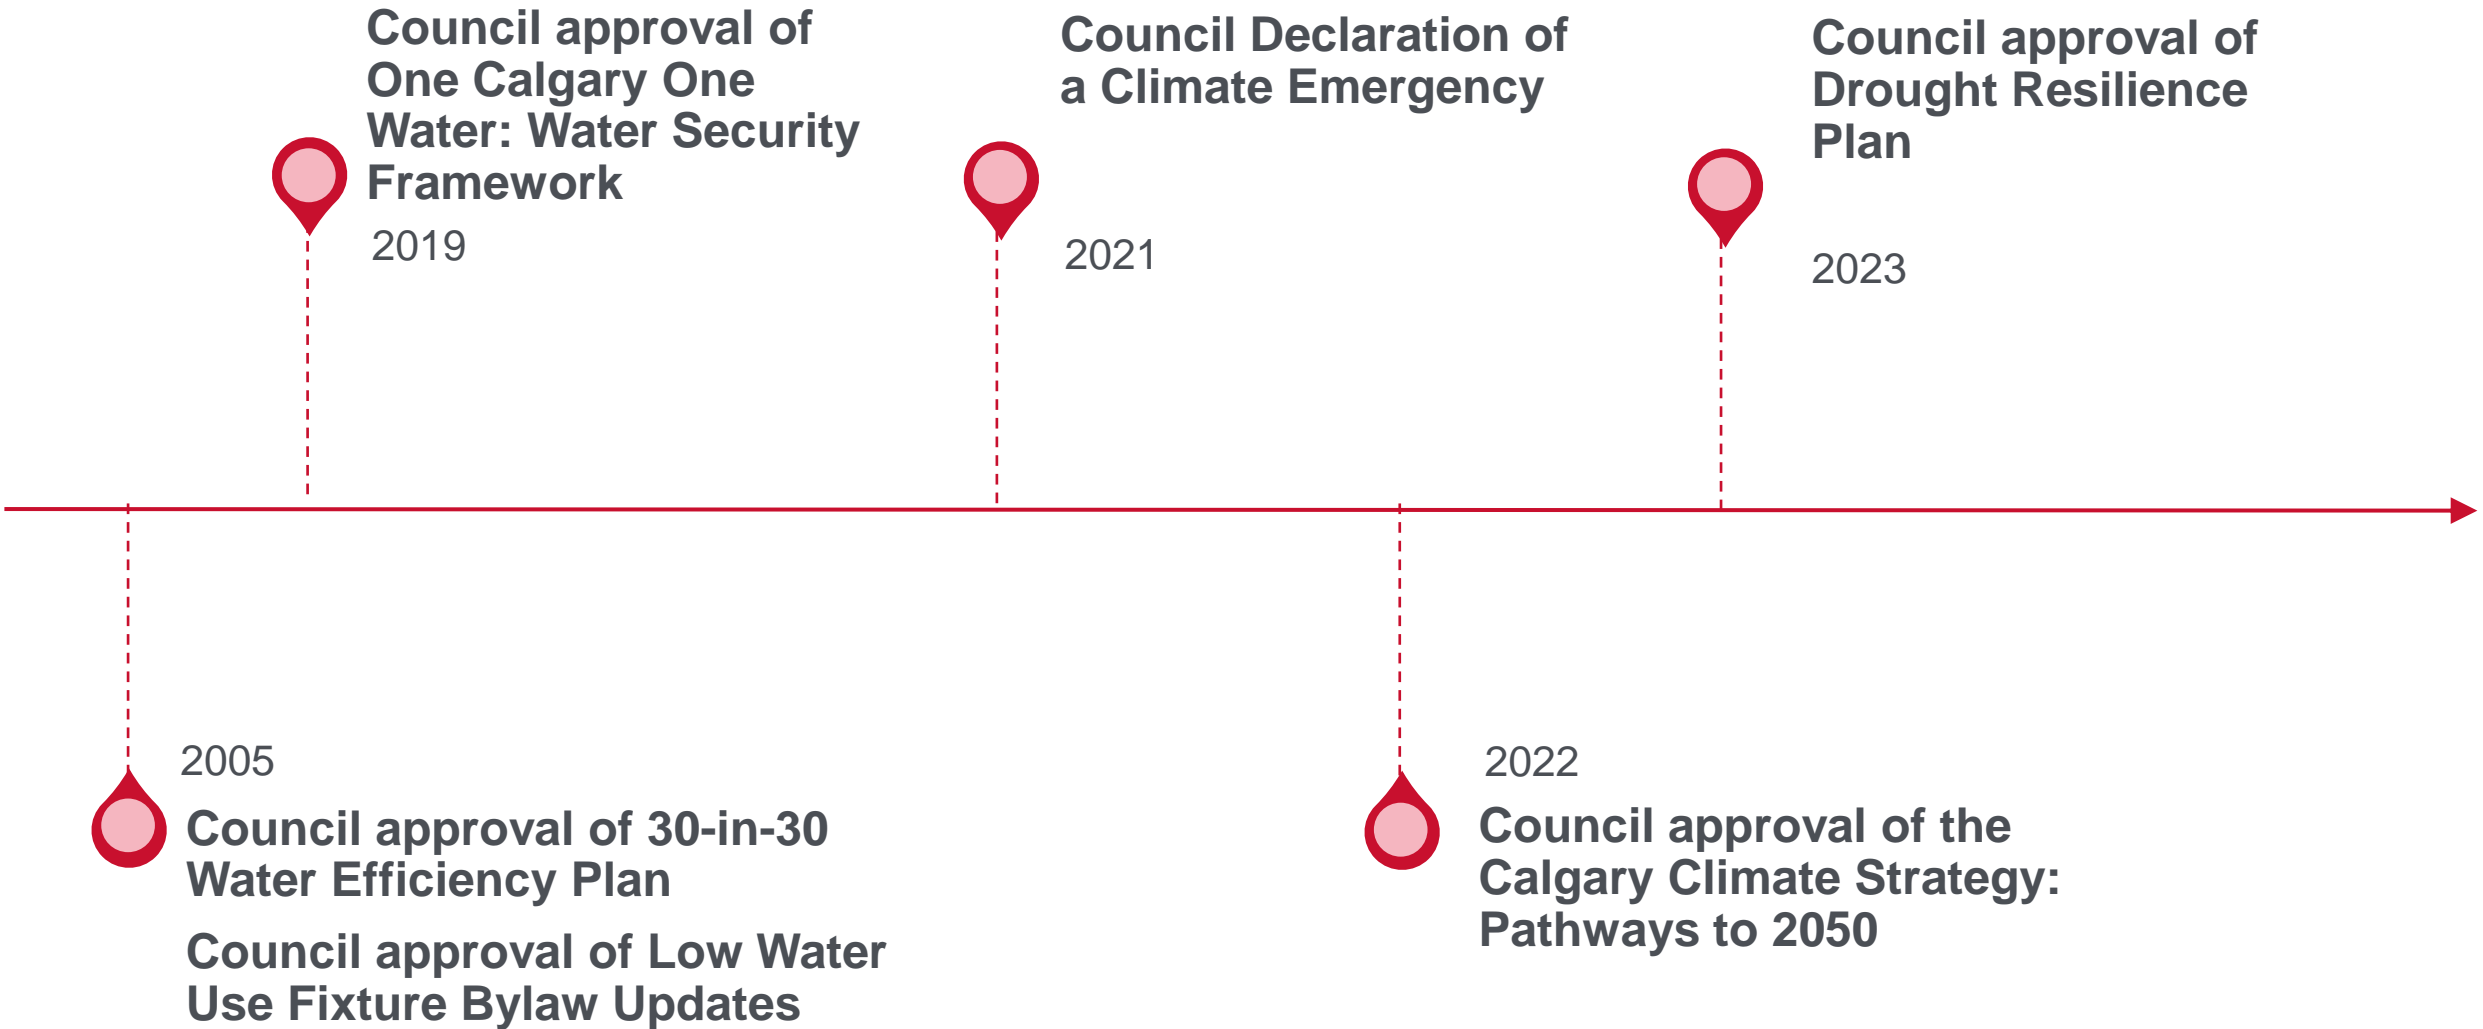 Council approval of
One Calgary One
Water: Water Security
Framework
2019
Council Declaration of
a Climate Emergency
2021
Council approval of
Drought Resilience
Plan
2023
2005
Council approval of 30-in-30
Water Efficiency Plan
Council approval of Low Water
Use Fixture Bylaw Updates
2022
Council approval of the
Calgary Climate Strategy:
Pathways to 2050